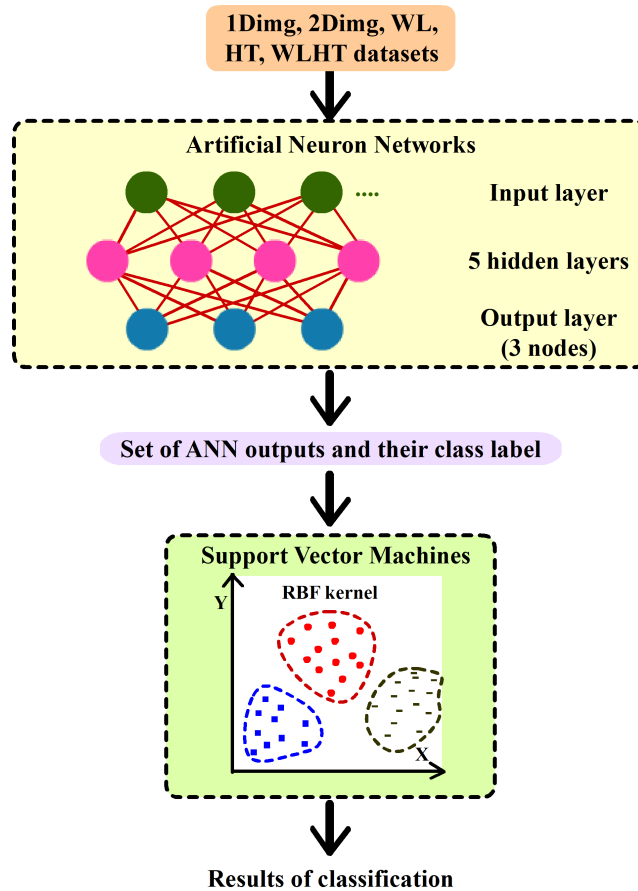 1Dimg, 2Dimg, WL,
HT, WLHT datasets
Artificial Neuron Networks
Input layer
5 hidden layers
Output layer
(3 nodes)
Set of ANN outputs and their class label
Support Vector Machines
RBF kernel
Y
X
Results of classification